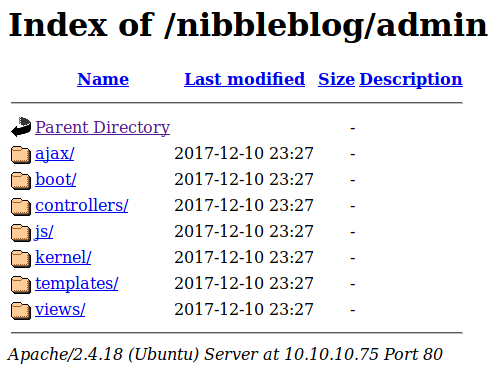 Index of /nibbleblog/admin
Name Last modified Size Description
Parent Directory -
ajax/ 2017-12-10 23:27 -
boot/ 2017-12-10 23:27 -
controllers/ 2017-12-10 23:27 -
js/ 2017-12-10 23:27 -
kernel/ 2017-12-10 23:27 -
templates/ 2017-12-10 23:27 -
views/ 2017-12-10 23:27 -
Apache/2.4.18 (Ubuntu) Server at 10.10.10.75 Port 80